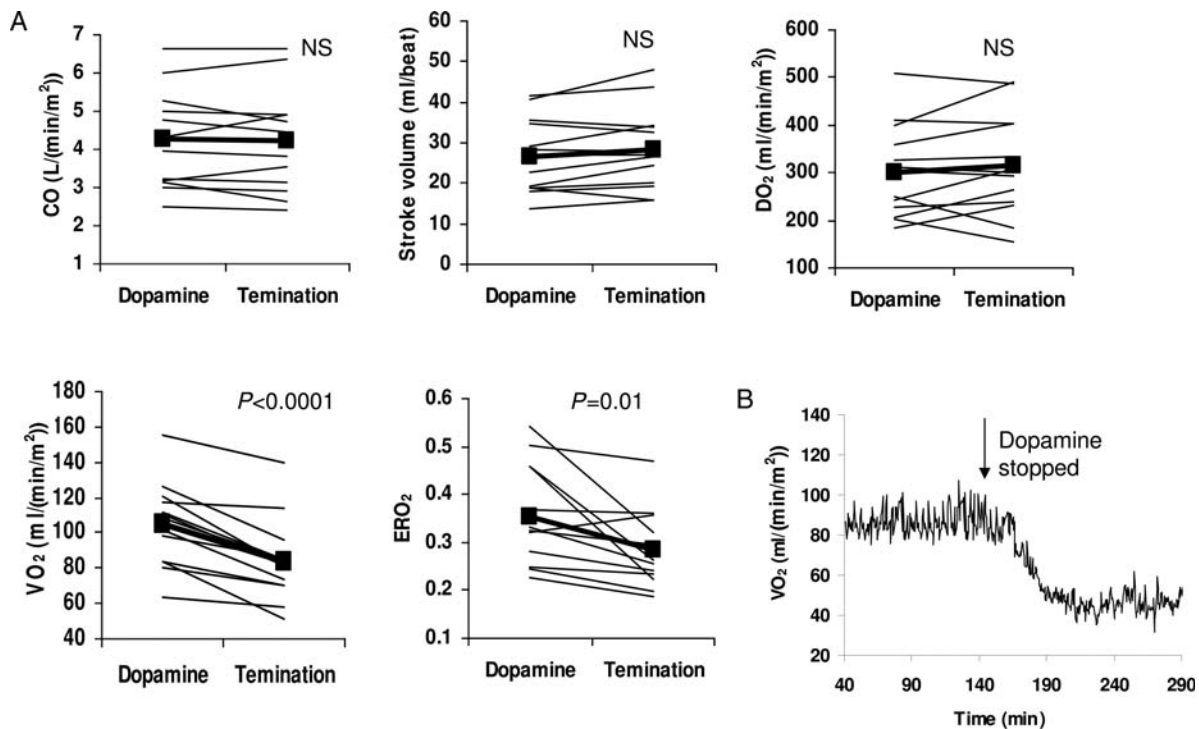 A
CO (L/(min/m²))
7
6
5
4
3
2
1
NS
Dopamine Temination
Stroke volume (ml/beat)
60
50
40
30
20
10
0
NS
Dopamine Temination
DO₂ (ml/(min/m²)
600
500
400
300
200
100
NS
Dopamine Temination
VO₂ (ml/(min/m²))
180
160
140
120
100
80
60
40
P<0.0001
Dopamine Temination
ERO₂
0.6
0.5
0.4
0.3
0.2
0.1
P=0.01
Dopamine Temination
B
VO₂ (ml/(min/m²))
140
120
100
80
60
40
20
Dopamine
stopped
40 90 140 190 240 290
Time (min)